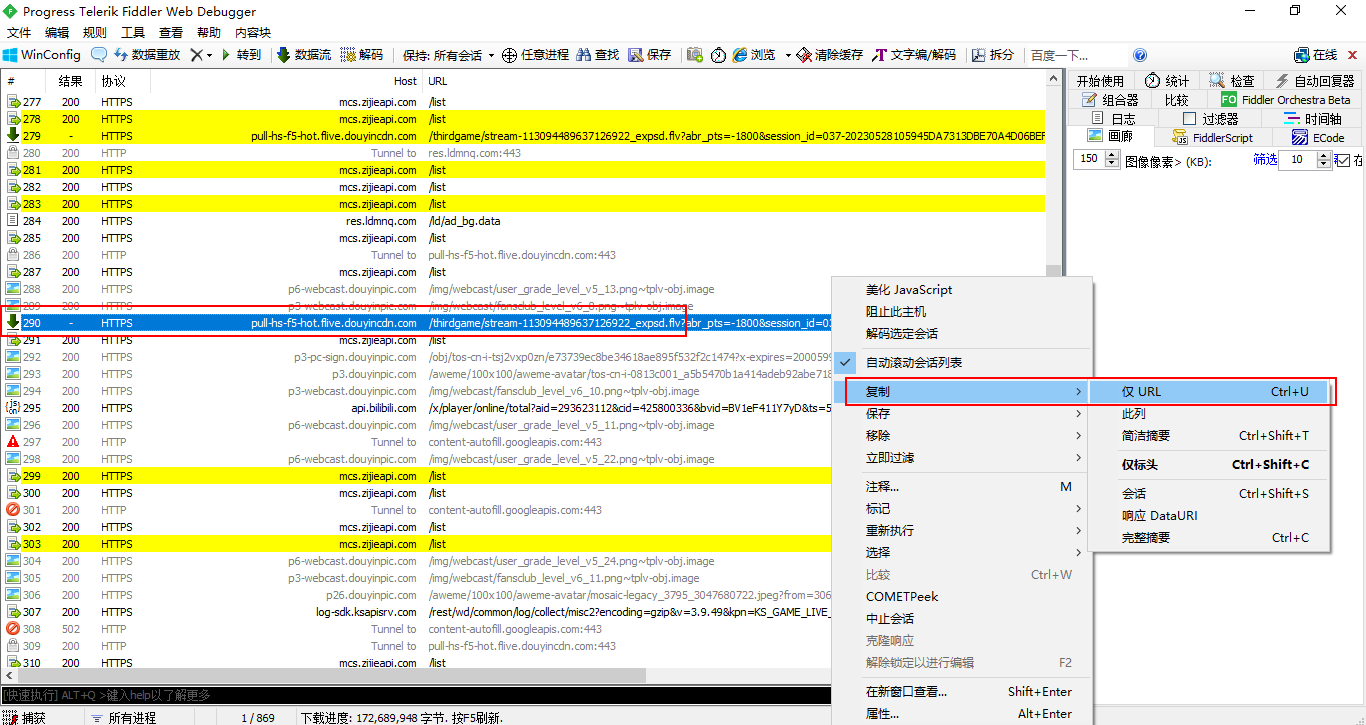 Progress Telerik Fiddler Web Debugger
文件 编辑 规则 工具 查看 帮助 内容块
WinConfig 数据重放 转到 数据流 解码 保持: 所有会话 任意进程 查找 保存 浏览 清除缓存 文字编/解码 拆分 百度一下... 在线
# 结果 协议 Host URL
277 200 HTTPS mcs.zijieapi.com /list
278 200 HTTPS mcs.zijieapi.com /list
279 - HTTPS pull-hs-f5-hot.flive.douyincdn.com /thirdgame/stream-113094489637126922_expsd.flv?abr_pts=-1800&session_id=037-20230528105945DA7313DBE70A4D06BEF
280 200 HTTP Tunnel to res.ldmnq.com:443
281 200 HTTPS mcs.zijieapi.com /list
282 200 HTTPS mcs.zijieapi.com /list
283 200 HTTPS mcs.zijieapi.com /list
284 200 HTTPS res.ldmnq.com /ld/ad_bg.data
285 200 HTTPS mcs.zijieapi.com /list
286 200 HTTP Tunnel to pull-hs-f5-hot.flive.douyincdn.com:443
287 200 HTTPS mcs.zijieapi.com /list
288 200 HTTPS p6-webcast.douyinpic.com /img/webcast/user_grade_level_v5_13.png~tplv-obj.image
289 200 HTTPS p3-webcast.douyinpic.com /img/webcast/fansclub_level_v6_8.png~tplv-obj.image
290 - HTTPS pull-hs-f5-hot.flive.douyincdn.com /thirdgame/stream-113094489637126922_expsd.flv?abr_pts=-1800&session_id=03
291 200 HTTPS mcs.zijieapi.com /list
292 200 HTTPS p3-pc-sign.douyinpic.com /obj/tos-cn-i-tsj2vxp0zn/e73739ec8be34618ae895f532f2c1474?x-expires=2000599
293 200 HTTPS p3.douyinpic.com /aweme/100x100/aweme-avatar/tos-cn-i-0813c001_a5b5470b1a414adeb92abe718
294 200 HTTPS p3-webcast.douyinpic.com /img/webcast/fansclub_level_v6_10.png~tplv-obj.image
295 200 HTTPS api.bilibili.com /x/player/online/total?aid=293623112&cid=425800336&bvid=BV1eF411Y7yD&ts=5
296 200 HTTPS p6-webcast.douyinpic.com /img/webcast/user_grade_level_v5_11.png~tplv-obj.image
297 200 HTTP Tunnel to content-autofill.googleapis.com:443
298 200 HTTPS p6-webcast.douyinpic.com /img/webcast/user_grade_level_v5_22.png~tplv-obj.image
299 200 HTTPS mcs.zijieapi.com /list
300 200 HTTPS mcs.zijieapi.com /list
301 200 HTTP Tunnel to content-autofill.googleapis.com:443
302 200 HTTPS mcs.zijieapi.com /list
303 200 HTTPS mcs.zijieapi.com /list
304 200 HTTPS p6-webcast.douyinpic.com /img/webcast/user_grade_level_v5_24.png~tplv-obj.image
305 200 HTTPS p3-webcast.douyinpic.com /img/webcast/fansclub_level_v6_11.png~tplv-obj.image
306 200 HTTPS p26.douyinpic.com /aweme/100x100/aweme-avatar/mosaic-legacy_3795_3047680722.jpeg?from=306
307 200 HTTPS log-sdk.ksapisrv.com /rest/wd/common/log/collect/misc2?encoding=gzip&v=3.9.49&kpn=KS_GAME_LIVE_
308 502 HTTP Tunnel to content-autofill.googleapis.com:443
309 200 HTTP Tunnel to pull-hs-f5-hot.flive.douyincdn.com:443
310 200 HTTPS mcs.zijieapi.com /list
[快速执行] ALT+Q >键入help以了解更多
捕获 所有进程 1 / 869 下载进度: 172,689,948 字节. 按F5刷新.
开始使用 统计 检查 自动回复器
组合器 比较 Fiddler Orchestra Beta
日志 过滤器 时间轴
画廊 FiddlerScript ECode
150 图像像素> (KB): 筛选 10 在
美化 JavaScript
阻止此主机
解码选定会话
自动滚动会话列表
复制
保存
移除
立即过滤
注释... M
标记
重新执行
选择
比较 Ctrl+W
COMETPeek
中止会话
克隆响应
解除锁定以进行编辑 F2
在新窗口查看... Shift+Enter
属性... Alt+Enter
仅 URL Ctrl+U
此列
简洁摘要 Ctrl+Shift+T
仅标头 Ctrl+Shift+C
会话 Ctrl+Shift+S
响应 DataURI
完整摘要 Ctrl+C